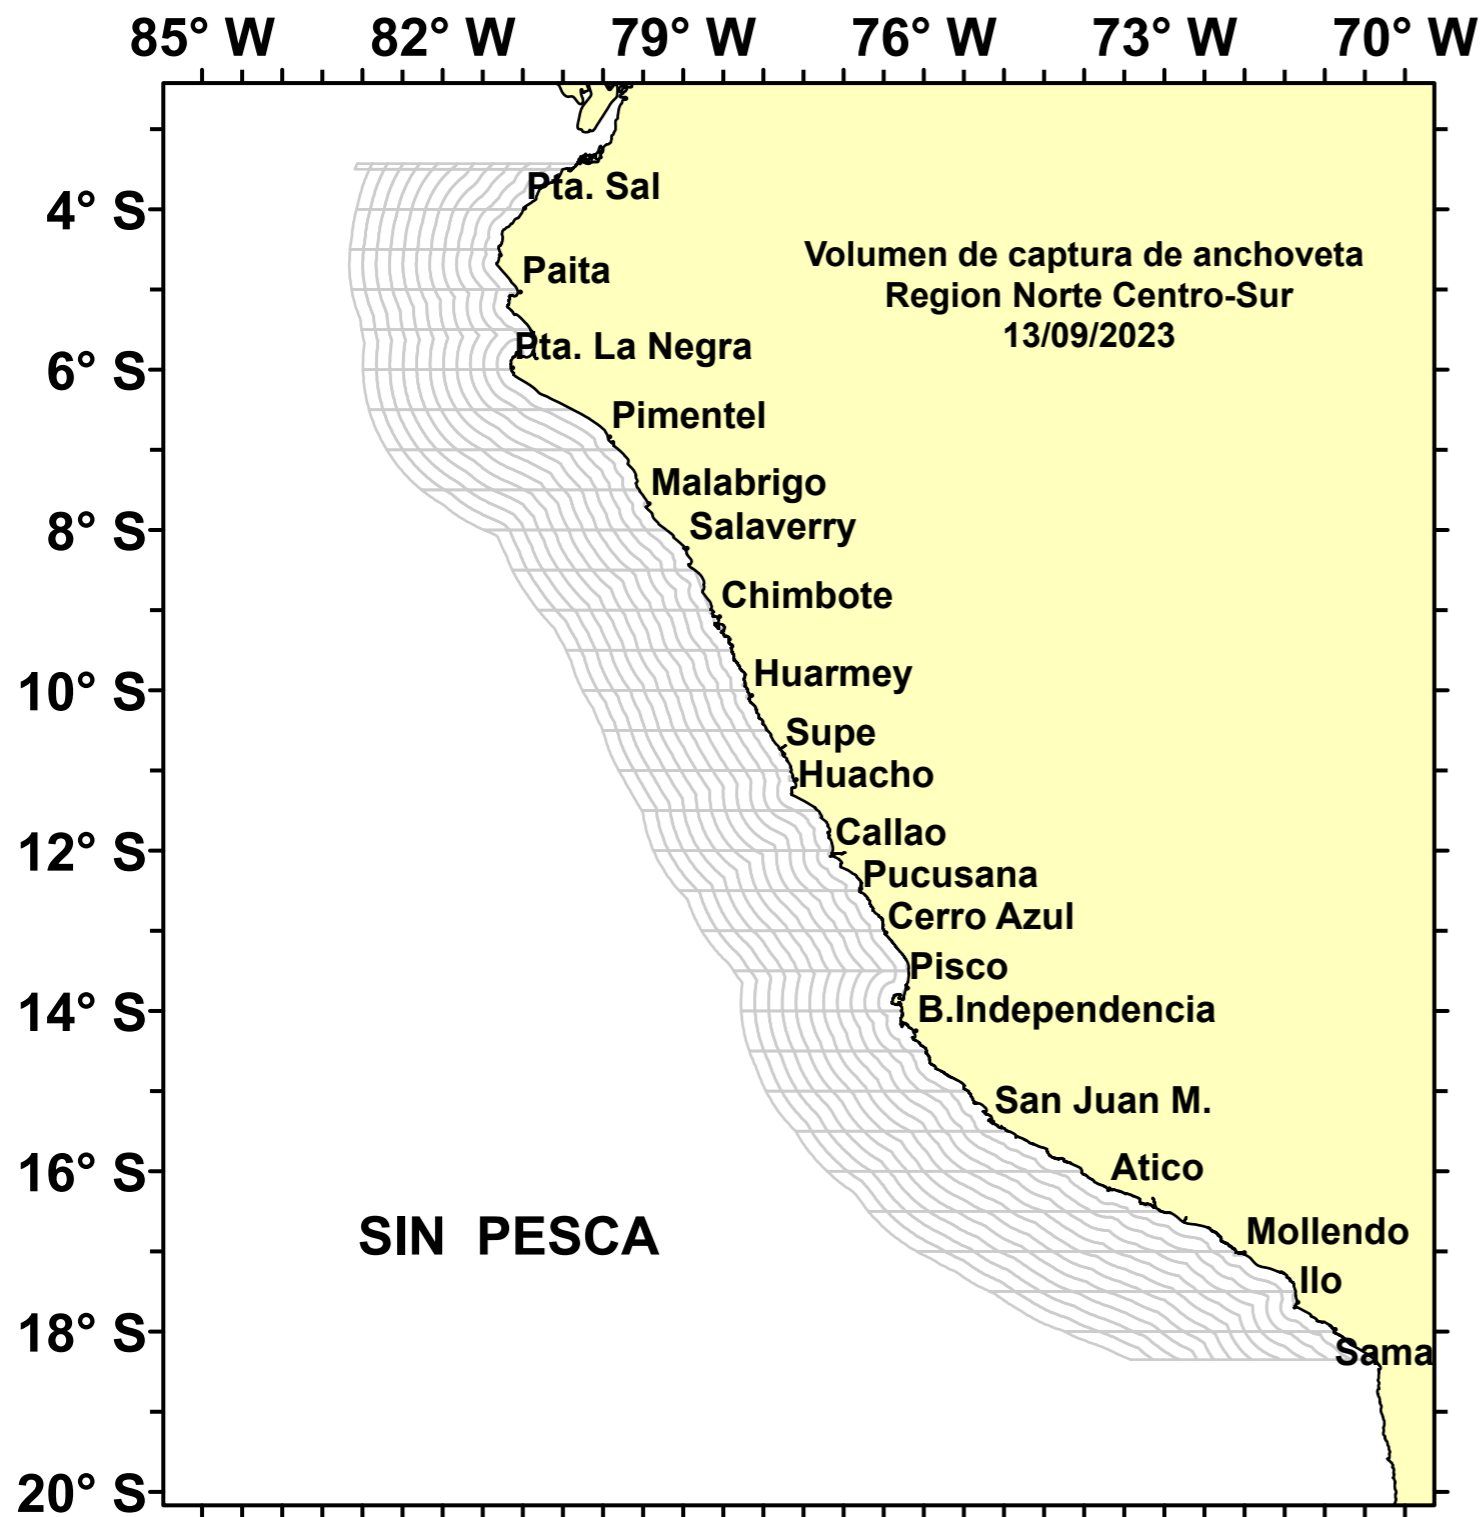 85° W 82° W 79° W 76° W 73° W 70° W
Pta. Sal
4° S
Volumen de captura de anchoveta
Paita
Region Norte Centro-Sur
13/09/2023
Pta. La Negra
6° S
Pimentel
Malabrigo
Salaverry
8° S
Chimbote
Huarmey
10° S
Supe
Huacho
Callao
12° S
Pucusana
Cerro Azul
Pisco
B.Independencia
14° S
San Juan M.
Atico
16° S
Mollendo
SIN PESCA
Ilo
18° S
Sama
20° S